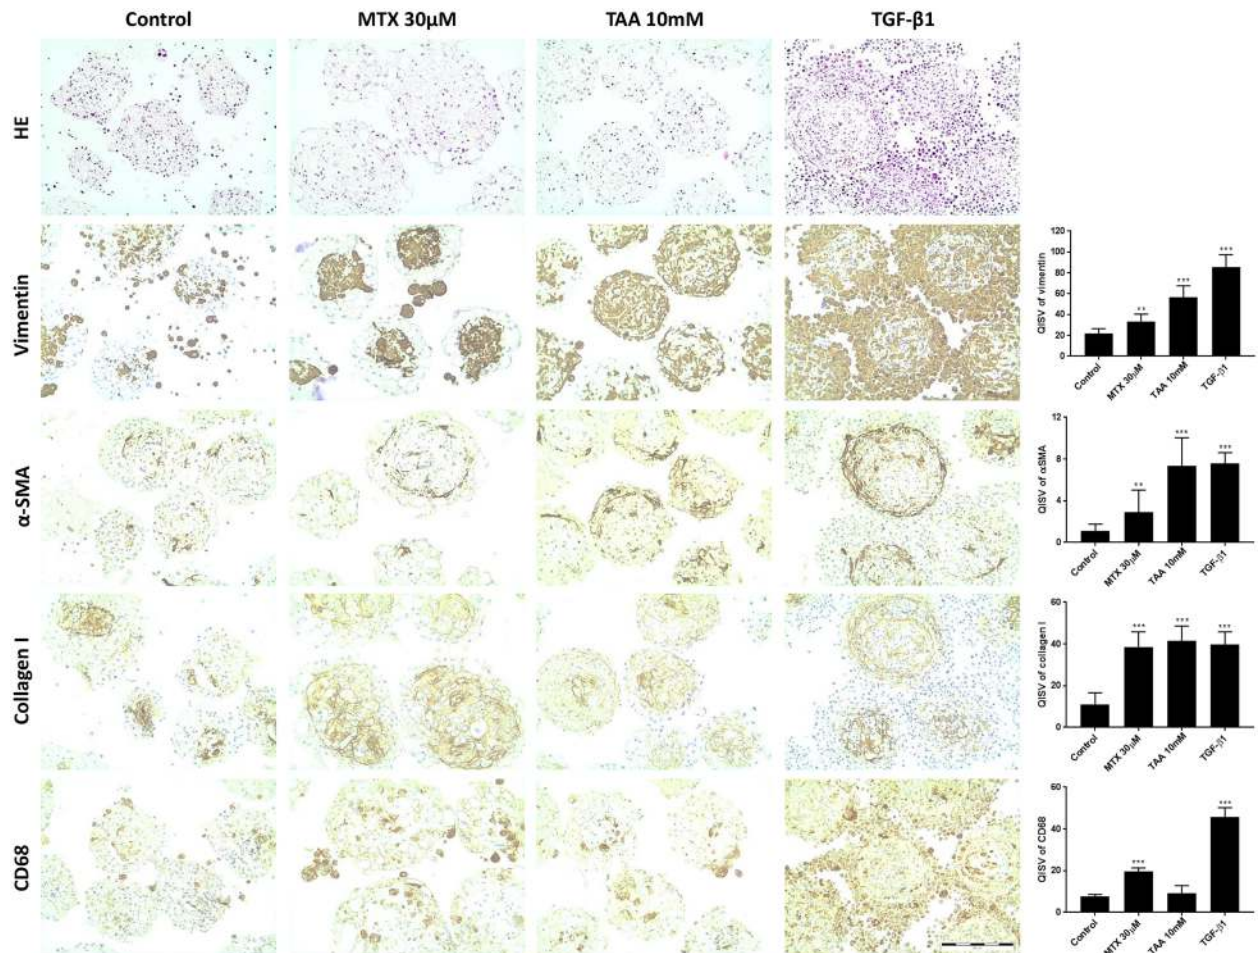 Control MTX 30μM TAA 10mM TGF-β1
HE
Vimentin
QISV of vimentin
120
100
80
60
40
20
0
**
***
***
Control MTX 30μM TAA 10mM TGF-β1
α-SMA
QISV of αSMA
12
8
4
0
**
***
***
Control MTX 30μM TAA 10mM TGF-β1
Collagen I
QISV of collagen I
60
40
20
0
***
***
***
Control MTX 30μM TAA 10mM TGF-β1
CD68
QISV of CD68
60
40
20
0
***
***
Control MTX 30μM TAA 10mM TGF-β1